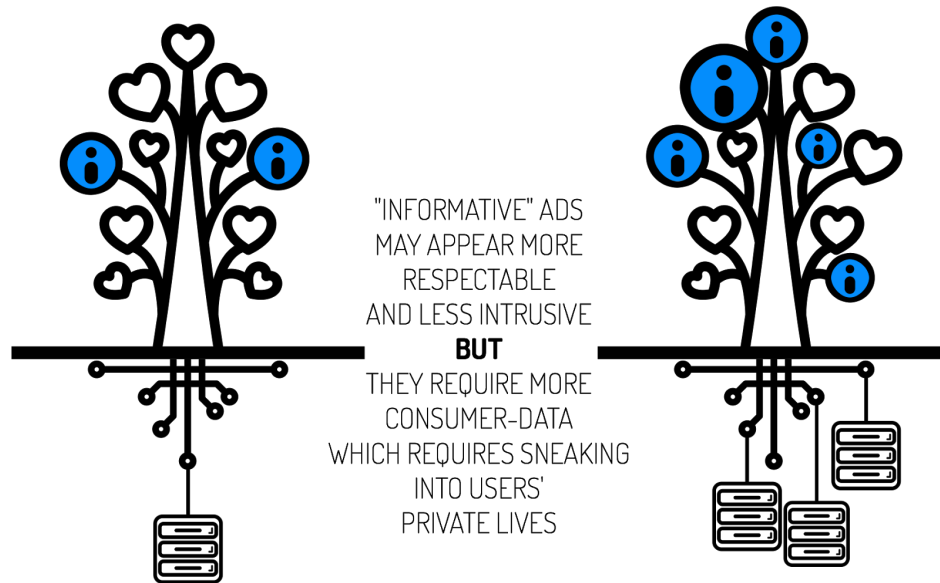 "INFORMATIVE" ADS
MAY APPEAR MORE
RESPECTABLE
AND LESS INTRUSIVE
BUT
THEY REQUIRE MORE
CONSUMER-DATA
WHICH REQUIRES SNEAKING
INTO USERS'
PRIVATE LIVES